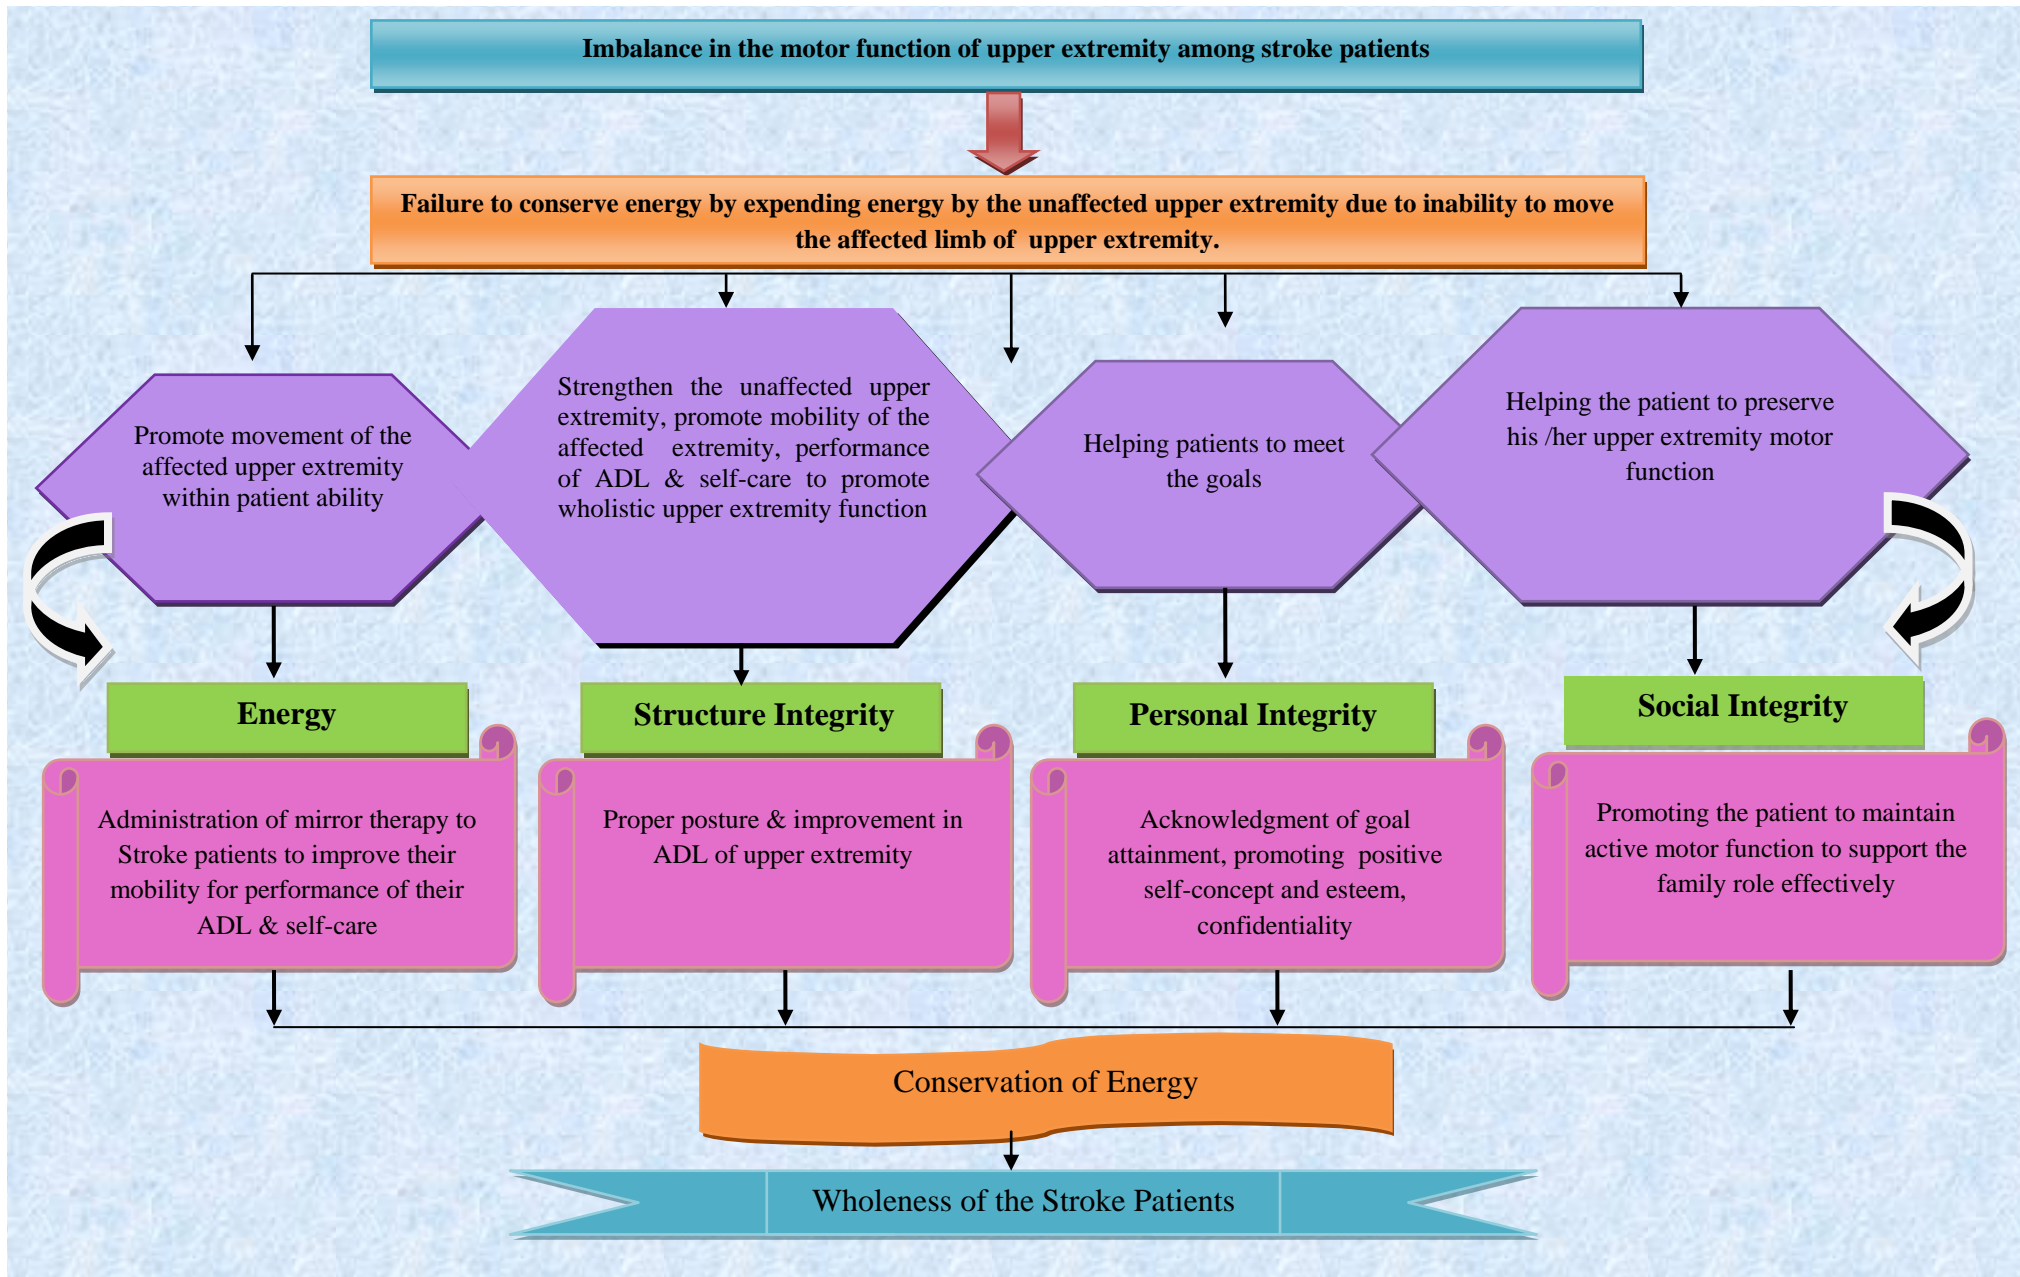 Imbalance in the motor function of upper extremity among stroke patients
Failure to conserve energy by expending energy by the unaffected upper extremity due to inability to move
the affected limb of upper extremity.
Promote movement of the
affected upper extremity
within patient ability
Strengthen the unaffected upper
extremity, promote mobility of the
affected extremity, performance
of ADL & self-care to promote
wholistic upper extremity function
Helping patients to meet
the goals
Helping the patient to preserve
his /her upper extremity motor
function
Energy
Structure Integrity
Personal Integrity
Social Integrity
Administration of mirror therapy to
Stroke patients to improve their
mobility for performance of their
ADL & self-care
Proper posture & improvement in
ADL of upper extremity
Acknowledgment of goal
attainment, promoting positive
self-concept and esteem,
confidentiality
Promoting the patient to maintain
active motor function to support the
family role effectively
Conservation of Energy
Wholeness of the Stroke Patients